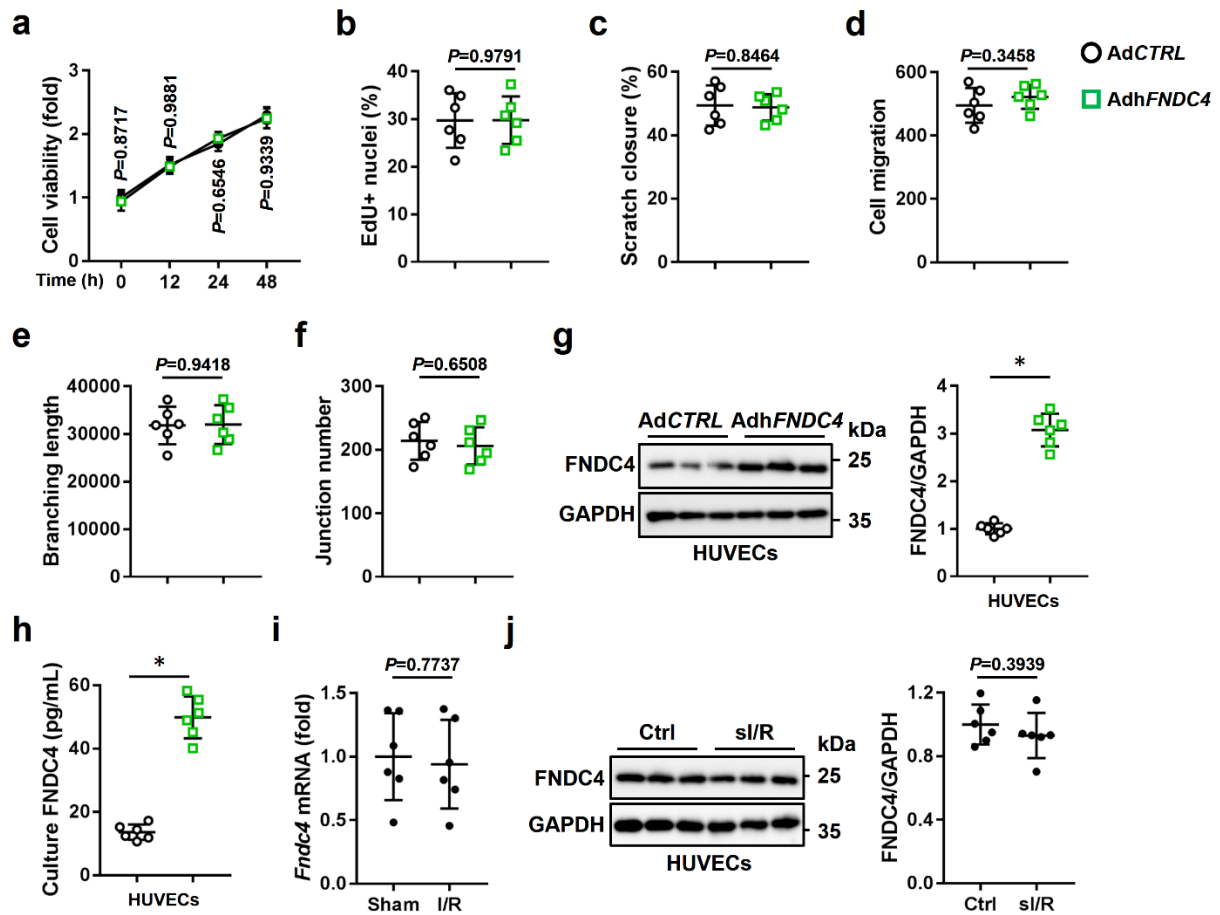 a
Cell viability (fold)
3
2
1
0
P=0.8717
P=0.9881
P=0.6546
P=0.9339
Time (h) 0 12 24 48
b
P=0.9791
EdU+ nuclei (%)
40
30
20
10
0
c
P=0.8464
Scratch closure (%)
60
40
20
0
d
P=0.3458
Cell migration
600
400
200
0
AdCTRL
AdhFNDC4
e
P=0.9418
Branching length
40000
30000
20000
10000
0
f
P=0.6508
Junction number
300
200
100
0
g
AdCTRL AdhFNDC4 kDa
FNDC4 25
GAPDH 35
HUVECs
*
FNDC4/GAPDH
4
3
2
1
0
HUVECs
h
*
Culture FNDC4 (pg/mL)
60
40
20
0
HUVECs
i
P=0.7737
Fndc4 mRNA (fold)
1.5
1.0
0.5
0.0
Sham I/R
j
Ctrl sI/R kDa
FNDC4 25
GAPDH 35
HUVECs
P=0.3939
FNDC4/GAPDH
1.2
0.9
0.6
0.3
0.0
Ctrl sI/R